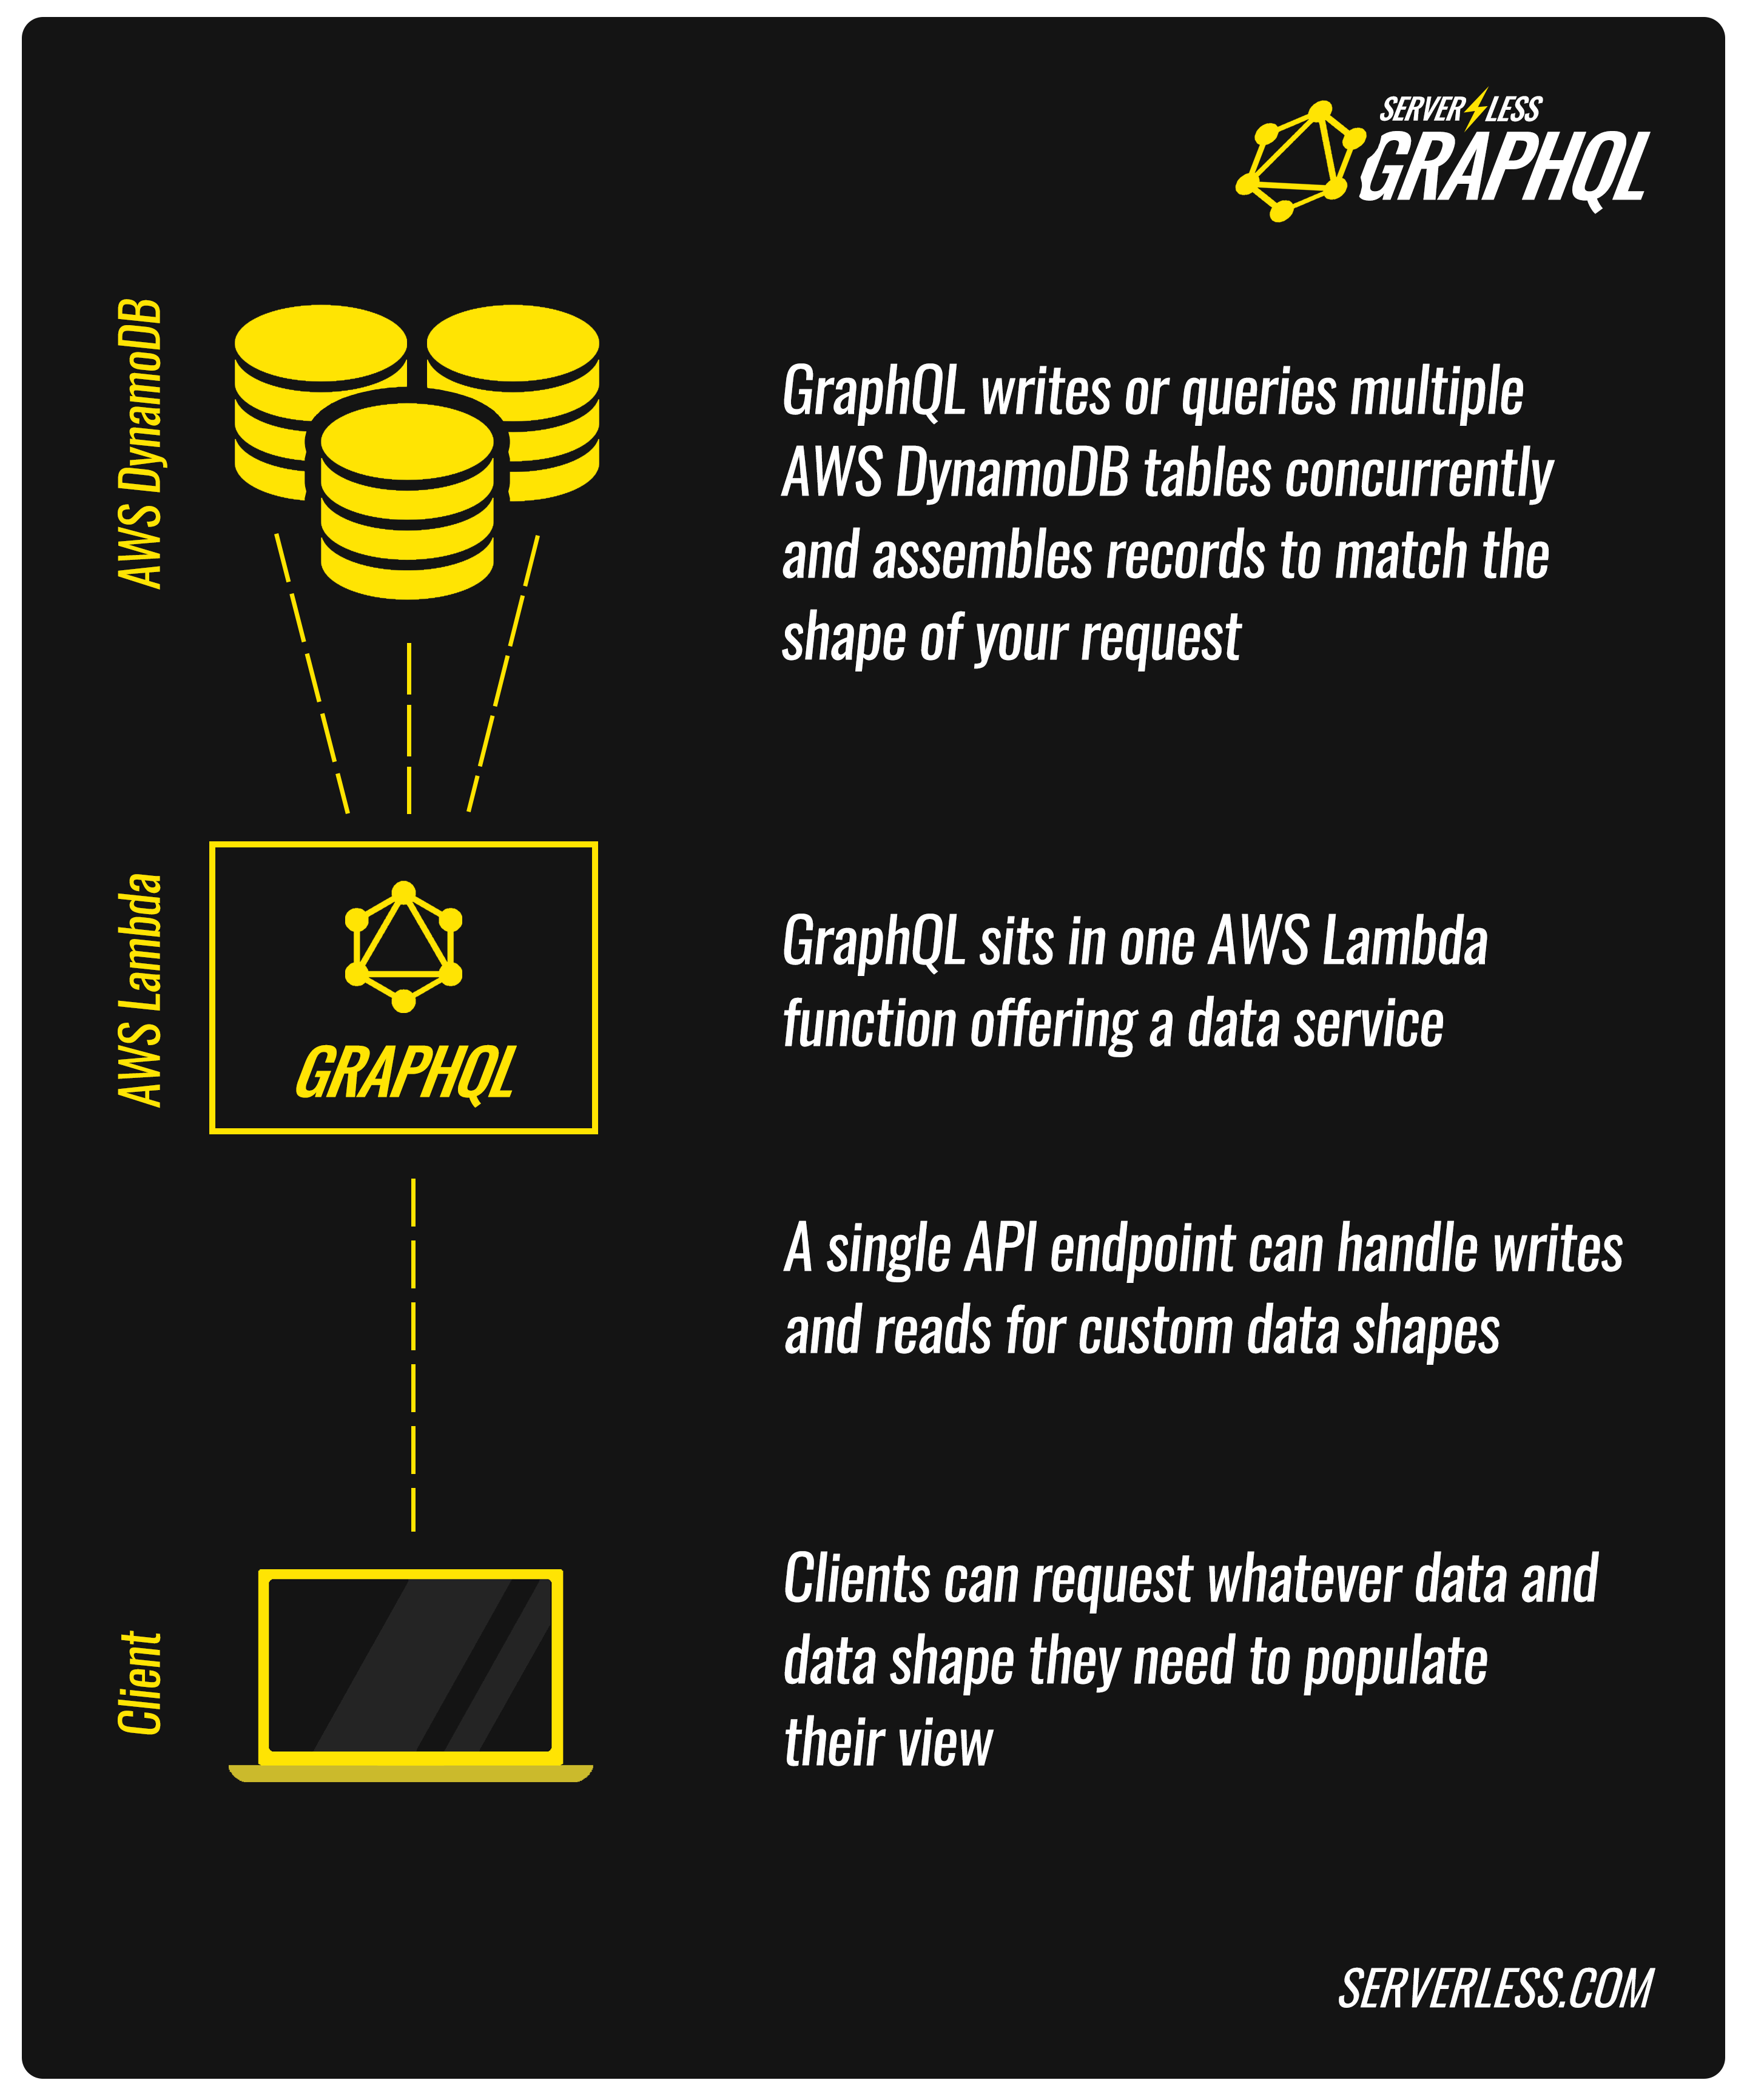 SERVERLESS
GRAPHQL
AWS DynamoDB
GraphQL writes or queries multiple
AWS DynamoDB tables concurrently
and assembles records to match the
shape of your request
AWS Lambda
GRAPHQL
GraphQL sits in one AWS Lambda
function offering a data service
A single API endpoint can handle writes
and reads for custom data shapes
Client
Clients can request whatever data and
data shape they need to populate
their view
SERVERLESS.COM